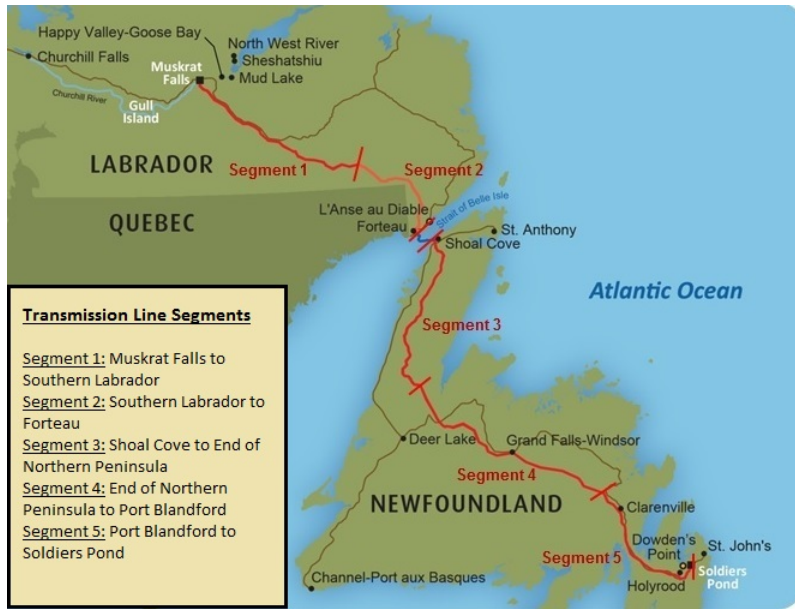 Happy Valley-Goose Bay
North West River
Churchill Falls
Sheshatshiu
Muskrat
Falls
Mud Lake
Churchill River
Gull
Island
LABRADOR
Segment 1
Segment 2
QUEBEC
L'Anse au Diable
Strait of Belle Isle
Forteau
St. Anthony
Shoal Cove
Atlantic Ocean
Segment 3
Transmission Line Segments
Segment 1: Muskrat Falls to
Southern Labrador
Segment 2: Southern Labrador to
Forteau
Segment 3: Shoal Cove to End of
Northern Peninsula
Segment 4: End of Northern
Peninsula to Port Blandford
Segment 5: Port Blandford to
Soldiers Pond
Deer Lake
Grand Falls-Windsor
Segment 4
NEWFOUNDLAND
Clarenville
Dowden's
Point
St. John's
Segment 5
Soldiers
Pond
Holyrood
Channel-Port aux Basques